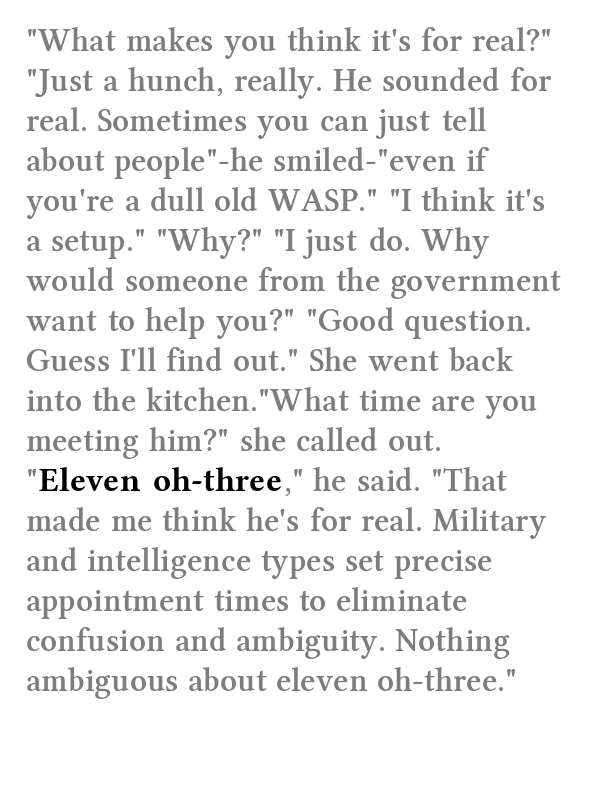 "What makes you think it's for real?"
"Just a hunch, really. He sounded for
real. Sometimes you can just tell
about people"-he smiled-"even if
you're a dull old WASP." "I think it's
a setup." "Why?" "I just do. Why
would someone from the government
want to help you?" "Good question.
Guess I'll find out." She went back
into the kitchen."What time are you
meeting him?" she called out.
"Eleven oh-three," he said. "That
made me think he's for real. Military
and intelligence types set precise
appointment times to eliminate
confusion and ambiguity. Nothing
ambiguous about eleven oh-three."